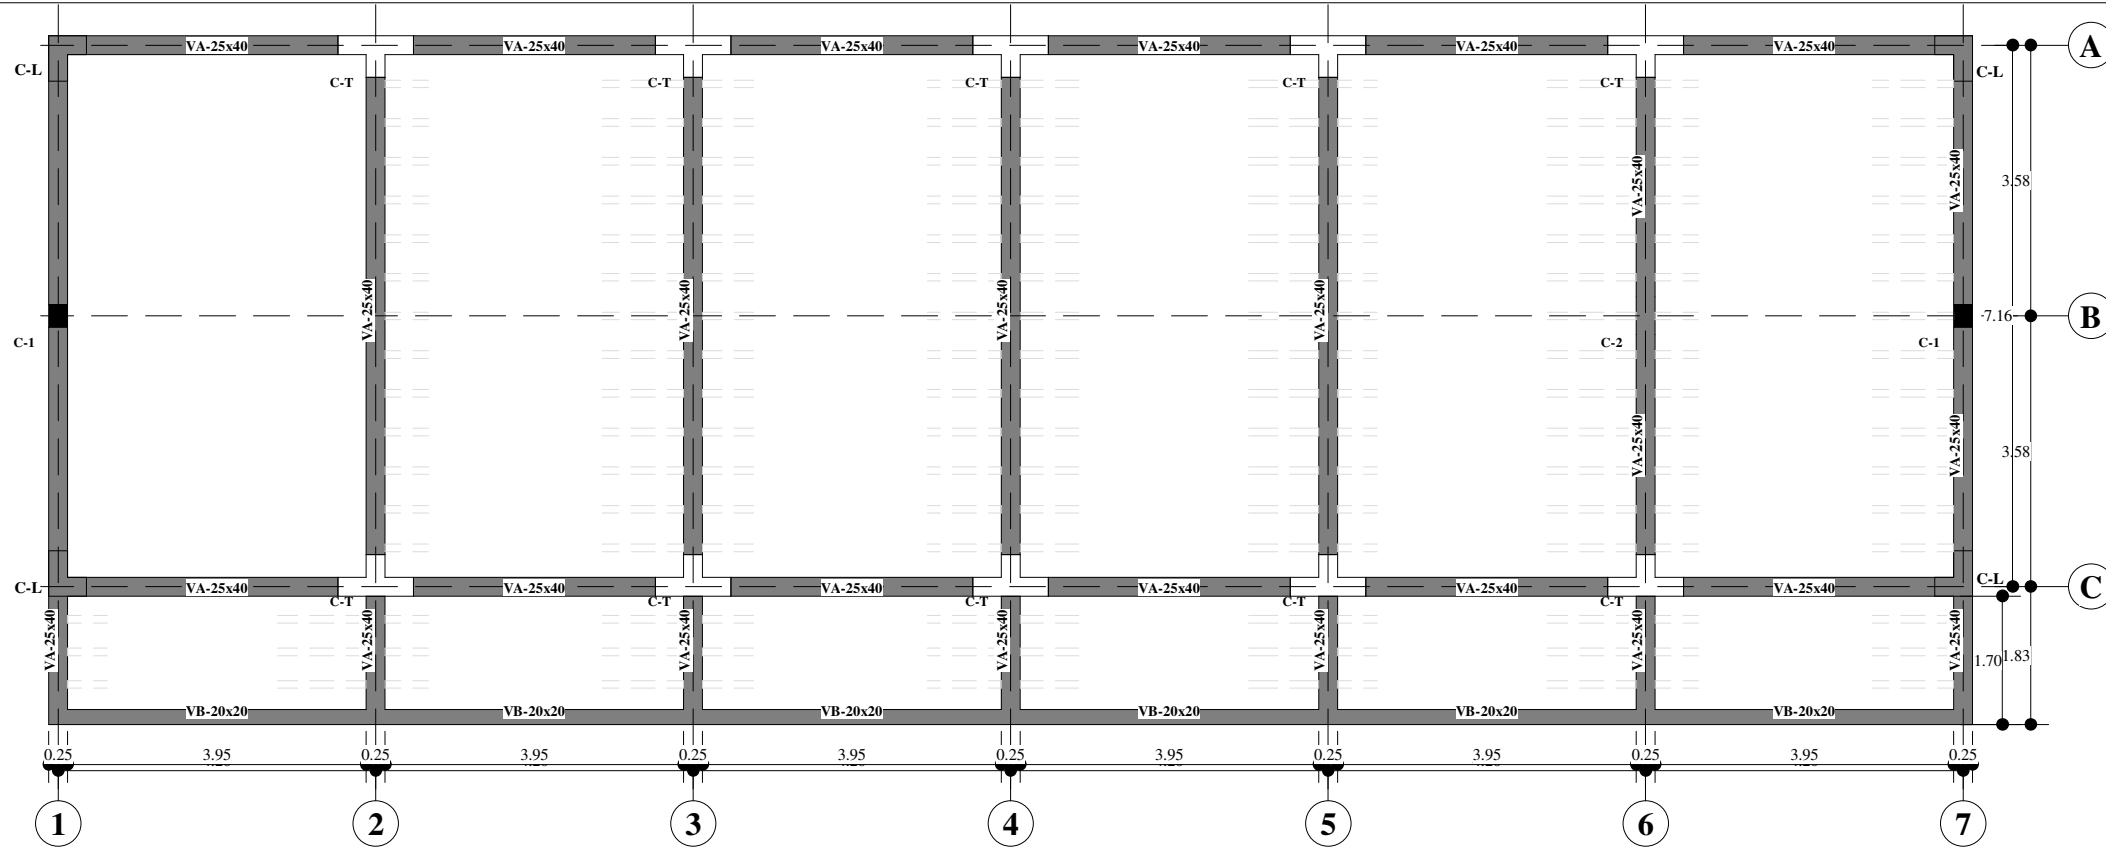 VA-25x40 VA-25x40 VA-25x40 VA-25x40 VA-25x40 VA-25x40
A
C-L C-L
C-T C-T C-T C-T C-T
VA-25x40 VA-25x40
3.58
VA-25x40 VA-25x40 VA-25x40 VA-25x40
7.16
B
C-1 C-2 C-1
VA-25x40 VA-25x40
3.58
C-L VA-25x40 VA-25x40 VA-25x40 VA-25x40 VA-25x40 VA-25x40 C-L
C
C-T C-T C-T C-T C-T
VA-25x40 VA-25x40 VA-25x40 VA-25x40 VA-25x40 VA-25x40 VA-25x40
1.70 1.83
VB-20x20 VB-20x20 VB-20x20 VB-20x20 VB-20x20 VB-20x20
0.25 3.95 0.25 3.95 0.25 3.95 0.25 3.95 0.25 3.95 0.25 3.95 0.25
1 2 3 4 5 6 7